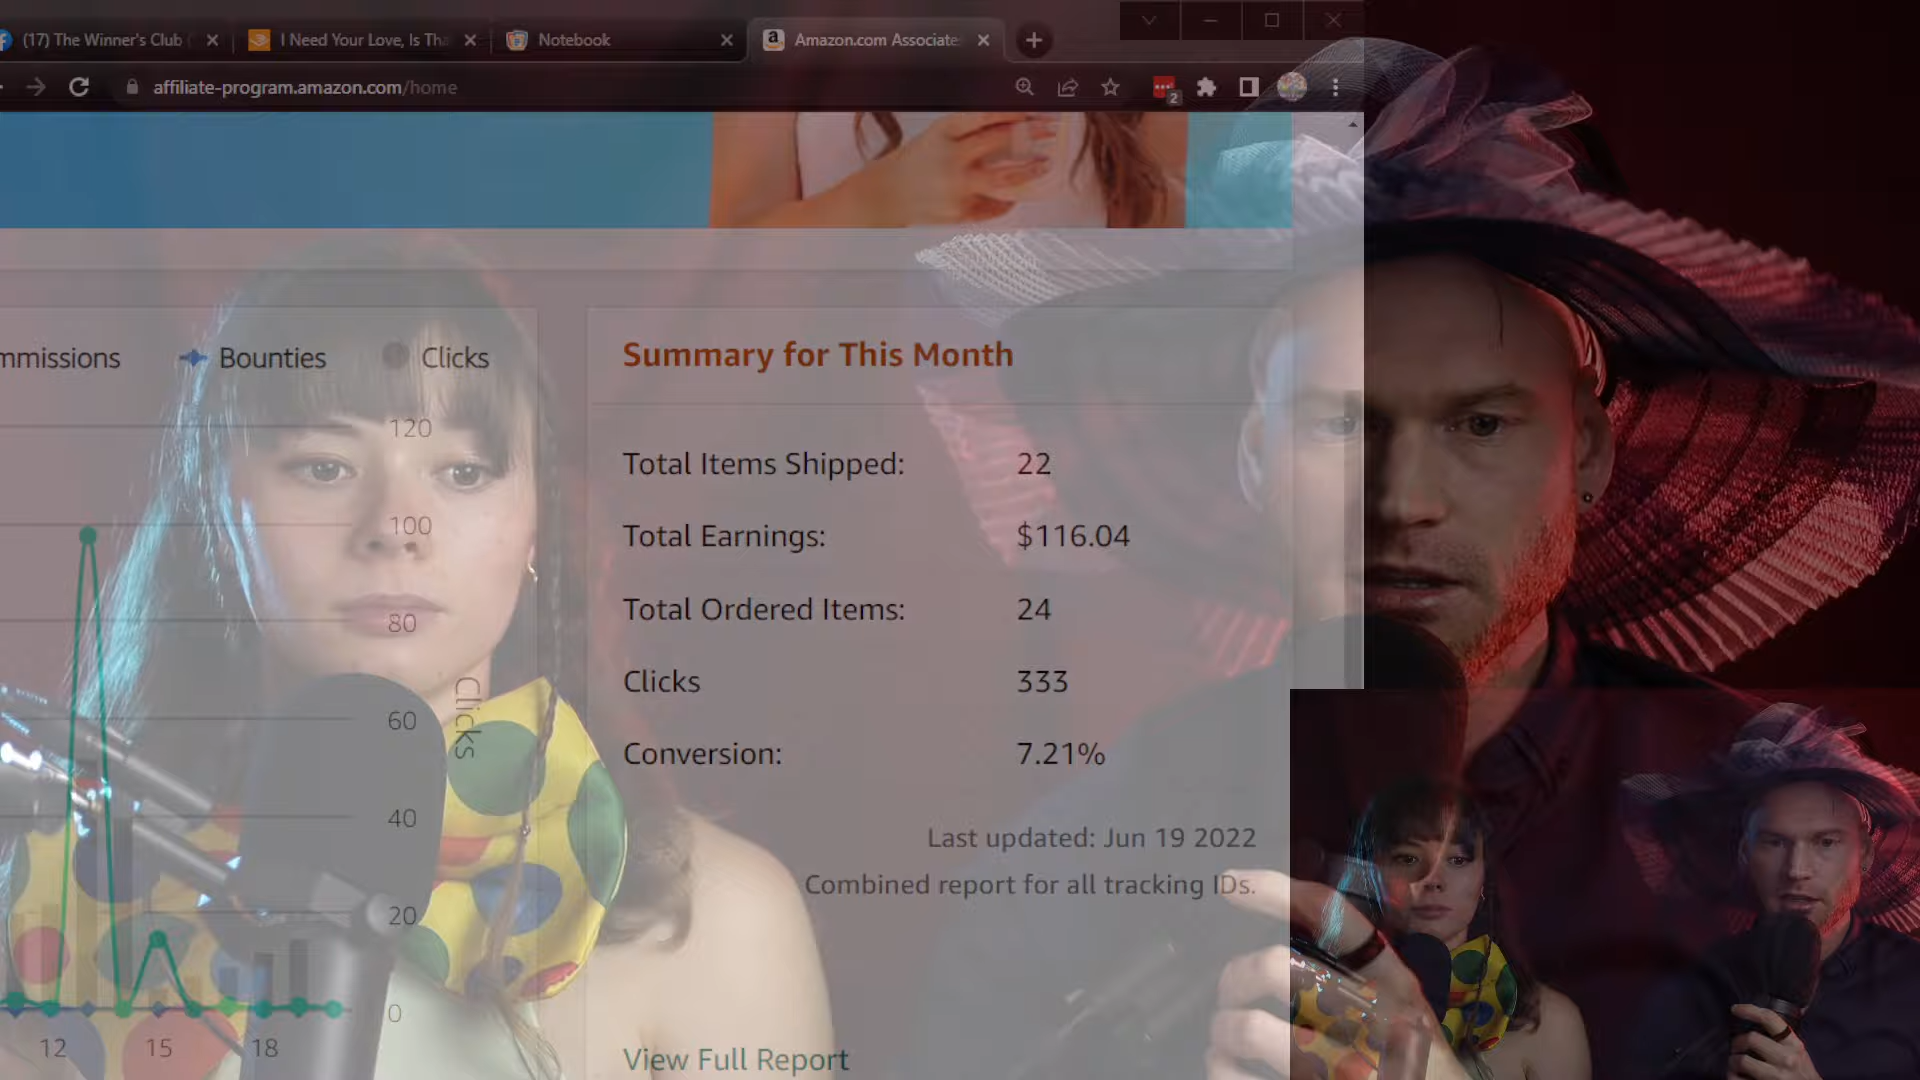 (17) The Winner's Club (
I Need Your Love, Is Tha
Notebook
Amazon.com Associate
affiliate-program.amazon.com/home
2
mmissions
Bounties
Clicks
120
100
80
60
40
20
0
Clicks
12
15
18
Summary for This Month
Total Items Shipped: 22
Total Earnings: $116.04
Total Ordered Items: 24
Clicks 333
Conversion: 7.21%
Last updated: Jun 19 2022
Combined report for all tracking IDs.
View Full Report